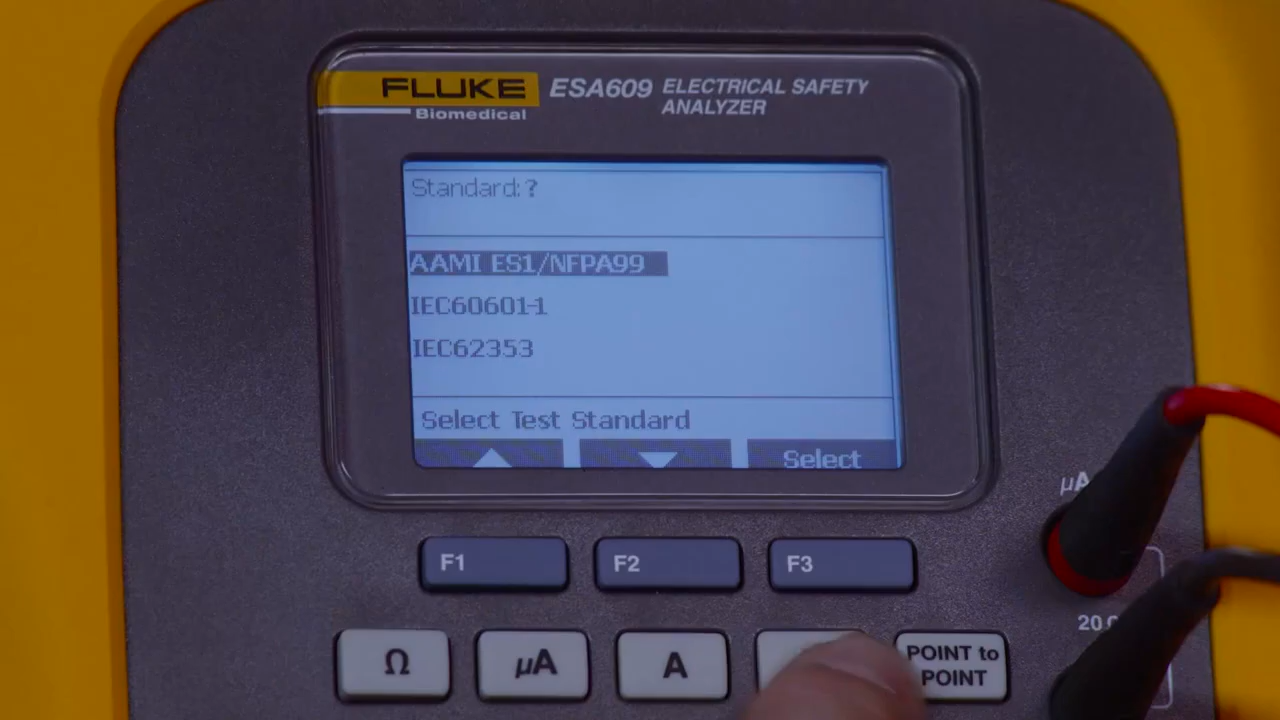 FLUKE
Biomedical
ESA609 ELECTRICAL SAFETY
ANALYZER
Standard: ?
AAMI ES1/NFPA99
IEC60601-1
IEC62353
Select Test Standard
Select
F1 F2 F3
µA
20
Ω µA A POINT to
POINT